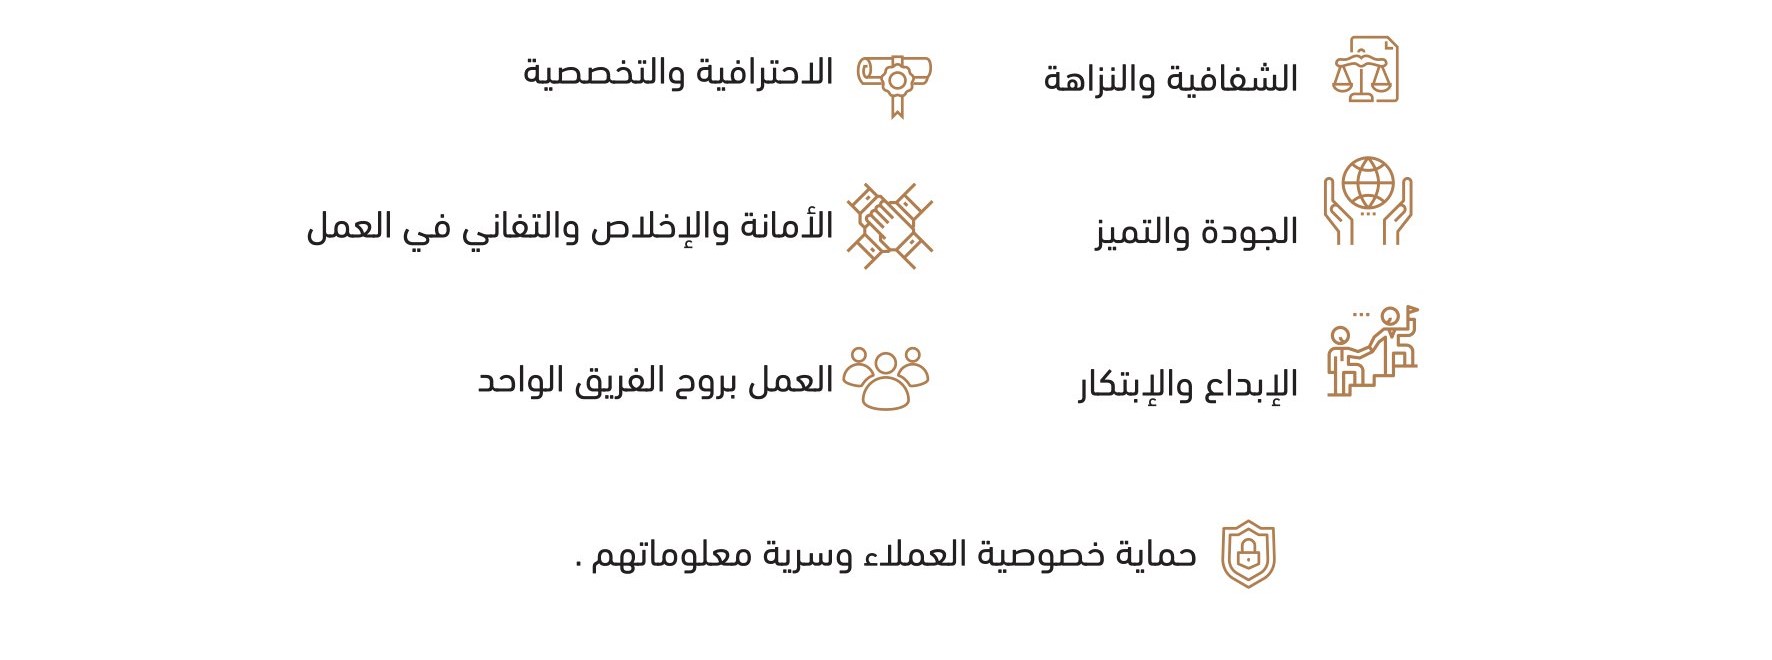 الشفافية والنزاهة
الاحترافية والتخصصية
الجودة والتميز
الأمانة والإخلاص والتفاني في العمل
الإبداع والإبتكار
العمل بروح الفريق الواحد
حماية خصوصية العملاء وسرية معلوماتهم .